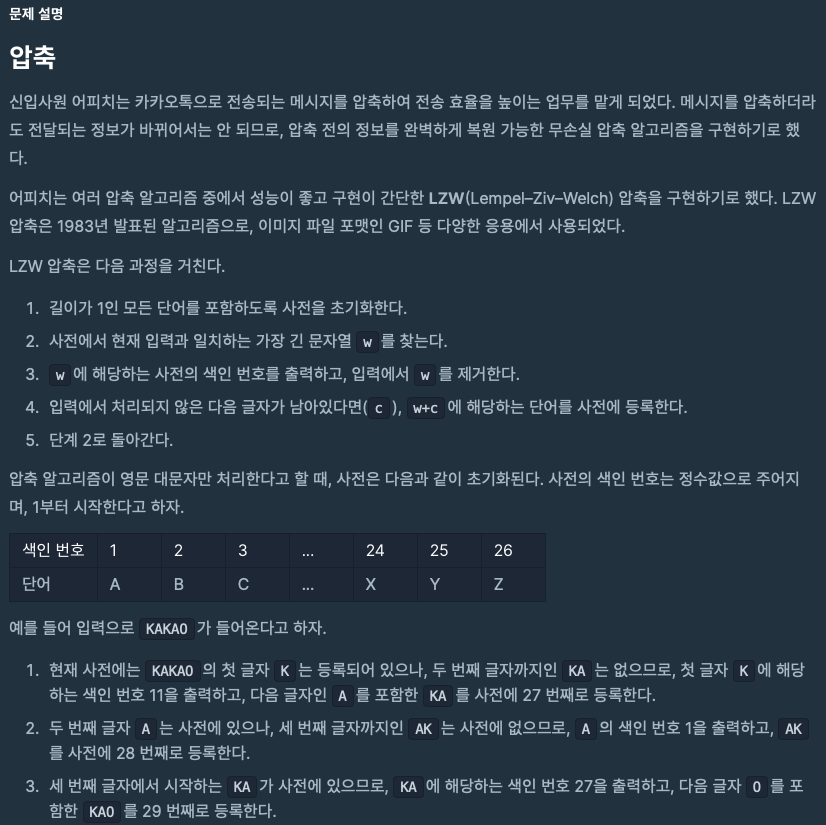 문제 설명
압축
신입사원 어피치는 카카오톡으로 전송되는 메시지를 압축하여 전송 효율을 높이는 업무를 맡게 되었다. 메시지를 압축하더라
도 전달되는 정보가 바뀌어서는 안 되므로, 압축 전의 정보를 완벽하게 복원 가능한 무손실 압축 알고리즘을 구현하기로 했
다.
어피치는 여러 압축 알고리즘 중에서 성능이 좋고 구현이 간단한 LZW(Lempel–Ziv–Welch) 압축을 구현하기로 했다. LZW
압축은 1983년 발표된 알고리즘으로, 이미지 파일 포맷인 GIF 등 다양한 응용에서 사용되었다.
LZW 압축은 다음 과정을 거친다.
1. 길이가 1인 모든 단어를 포함하도록 사전을 초기화한다.
2. 사전에서 현재 입력과 일치하는 가장 긴 문자열 w 를 찾는다.
3. w 에 해당하는 사전의 색인 번호를 출력하고, 입력에서 w 를 제거한다.
4. 입력에서 처리되지 않은 다음 글자가 남아있다면( c ), w+c 에 해당하는 단어를 사전에 등록한다.
5. 단계 2로 돌아간다.
압축 알고리즘이 영문 대문자만 처리한다고 할 때, 사전은 다음과 같이 초기화된다. 사전의 색인 번호는 정수값으로 주어지
며, 1부터 시작한다고 하자.
색인 번호 1 2 3 ... 24 25 26
단어 A B C ... X Y Z
예를 들어 입력으로 KAKAO 가 들어온다고 하자.
1. 현재 사전에는 KAKAO 의 첫 글자 K 는 등록되어 있으나, 두 번째 글자까지인 KA 는 없으므로, 첫 글자 K 에 해당
하는 색인 번호 11을 출력하고, 다음 글자인 A 를 포함한 KA 를 사전에 27 번째로 등록한다.
2. 두 번째 글자 A 는 사전에 있으나, 세 번째 글자까지인 AK 는 사전에 없으므로, A 의 색인 번호 1을 출력하고, AK
를 사전에 28 번째로 등록한다.
3. 세 번째 글자에서 시작하는 KA 가 사전에 있으므로, KA 에 해당하는 색인 번호 27을 출력하고, 다음 글자 O 를 포
함한 KAO 를 29 번째로 등록한다.